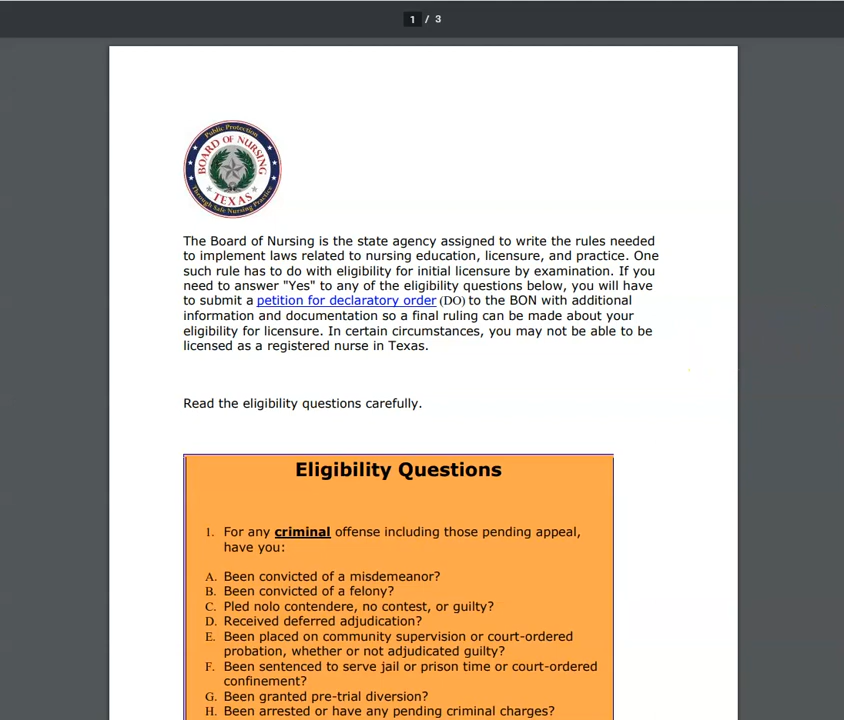 1 / 3
Public Protection
BOARD OF NURSING
TEXAS
Through Safe Nursing Practice
The Board of Nursing is the state agency assigned to write the rules needed
to implement laws related to nursing education, licensure, and practice. One
such rule has to do with eligibility for initial licensure by examination. If you
need to answer "Yes" to any of the eligibility questions below, you will have
to submit a petition for declaratory order (DO) to the BON with additional
information and documentation so a final ruling can be made about your
eligibility for licensure. In certain circumstances, you may not be able to be
licensed as a registered nurse in Texas.
Read the eligibility questions carefully.
Eligibility Questions
1. For any criminal offense including those pending appeal,
have you:
A. Been convicted of a misdemeanor?
B. Been convicted of a felony?
C. Pled nolo contendere, no contest, or guilty?
D. Received deferred adjudication?
E. Been placed on community supervision or court-ordered
probation, whether or not adjudicated guilty?
F. Been sentenced to serve jail or prison time or court-ordered
confinement?
G. Been granted pre-trial diversion?
H. Been arrested or have any pending criminal charges?